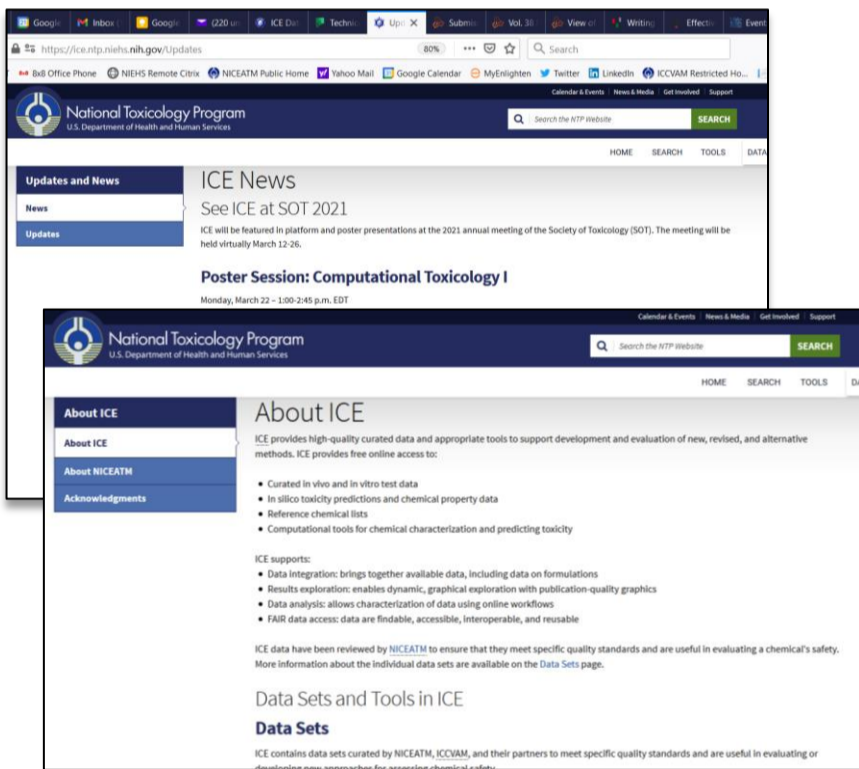 Google
Inbox (
Google
(220 un
ICE Dat
Technic
Upd
Submis
Vol. 38
View of
Writing
Effectiv
Event
https://ice.ntp.niehs.nih.gov/Updates
80%
Search
8x8 Office Phone NIEHS Remote Citrix NICEATM Public Home Yahoo Mail Google Calendar MyEnlighten Twitter LinkedIn ICCVAM Restricted Ho...
Calendar & Events News & Media Get Involved Support
National Toxicology Program
U.S. Department of Health and Human Services
Search the NTP Website
SEARCH
HOME SEARCH TOOLS DATA
Updates and News
News
Updates
ICE News
See ICE at SOT 2021
ICE will be featured in platform and poster presentations at the 2021 annual meeting of the Society of Toxicology (SOT). The meeting will be
held virtually March 12-26.
Poster Session: Computational Toxicology I
Monday, March 22 – 1:00-2:45 p.m. EDT
Calendar & Events News & Media Get Involved Support
National Toxicology Program
U.S. Department of Health and Human Services
Search the NTP Website
SEARCH
HOME SEARCH TOOLS DA
About ICE
About ICE
About NICEATM
Acknowledgments
About ICE
ICE provides high-quality curated data and appropriate tools to support development and evaluation of new, revised, and alternative
methods. ICE provides free online access to:
• Curated in vivo and in vitro test data
• In silico toxicity predictions and chemical property data
• Reference chemical lists
• Computational tools for chemical characterization and predicting toxicity
ICE supports:
• Data integration: brings together available data, including data on formulations
• Results exploration: enables dynamic, graphical exploration with publication-quality graphics
• Data analysis: allows characterization of data using online workflows
• FAIR data access: data are findable, accessible, interoperable, and reusable
ICE data have been reviewed by NICEATM to ensure that they meet specific quality standards and are useful in evaluating a chemical's safety.
More information about the individual data sets are available on the Data Sets page.
Data Sets and Tools in ICE
Data Sets
ICE contains data sets curated by NICEATM, ICCVAM, and their partners to meet specific quality standards and are useful in evaluating or
developing new approaches for assessing chemical safety.